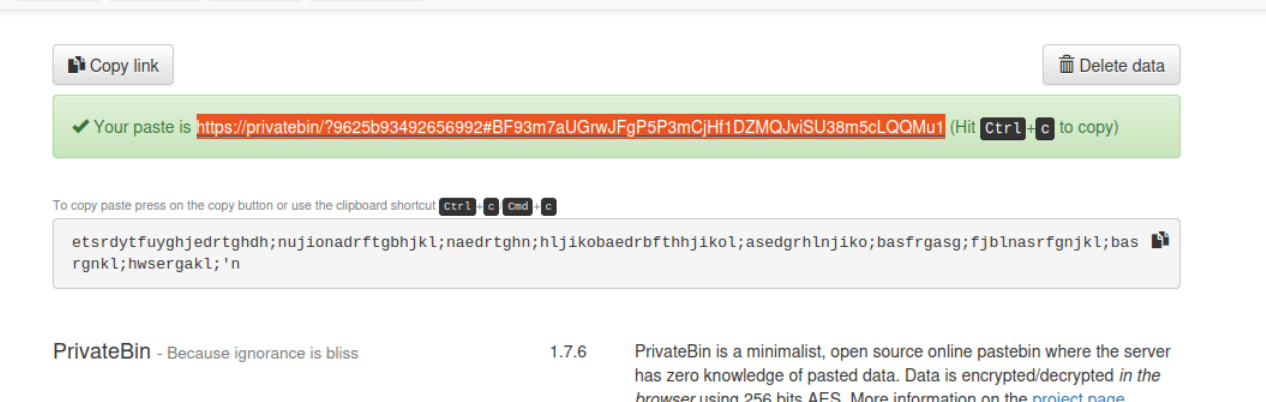 Copy link
Delete data
Your paste is https://privatebin/?9625b93492656992#BF93m7aUGrwJFgP5P3mCjHf1DZMQJviSU38m5cLQQMu1 (Hit Ctrl+c to copy)
To copy paste press on the copy button or use the clipboard shortcut Ctrl+c Cmd+c
etsrdytfuyghjedrtghdh;nujionadrftgbhjkl;naedrtghn;hljikobaedrbfthhjikol;asedgrhlnjiko;basfrgasg;fjblnasrfgnjkl;bas
rgnkl;hwsergakl;'n
PrivateBin - Because ignorance is bliss
1.7.6
PrivateBin is a minimalist, open source online pastebin where the server
has zero knowledge of pasted data. Data is encrypted/decrypted in the
browser using 256 bits AES. More information on the project page.